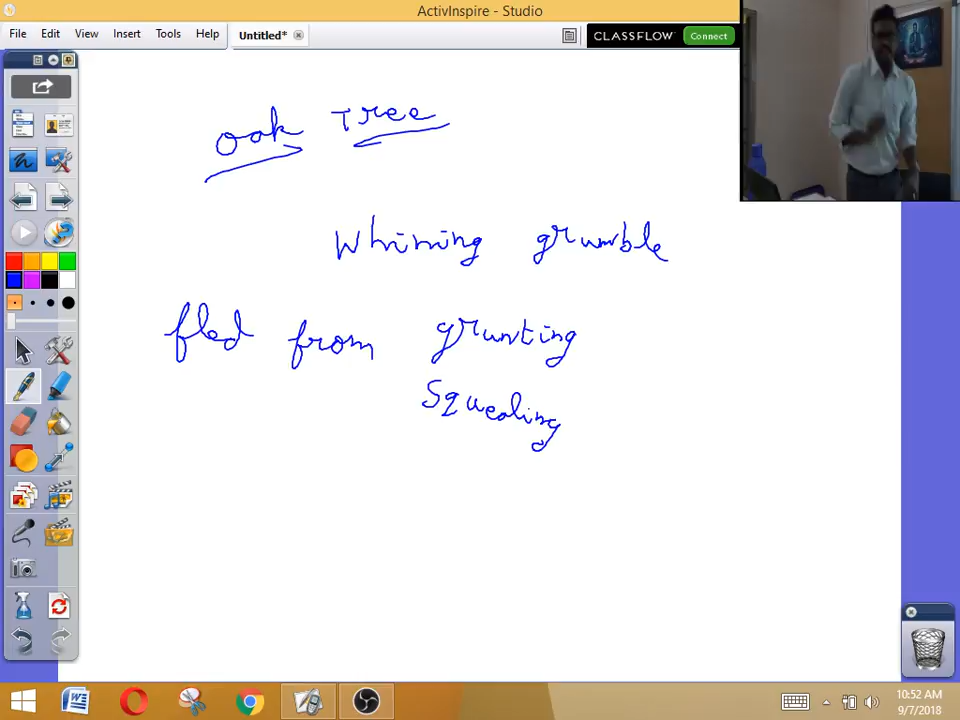 ActivInspire - Studio
File Edit View Insert Tools Help Untitled* CLASSFLOW Connect
Oak Tree
Whining grumble
fled from grunting
Squealing
10:52 AM
9/7/2018